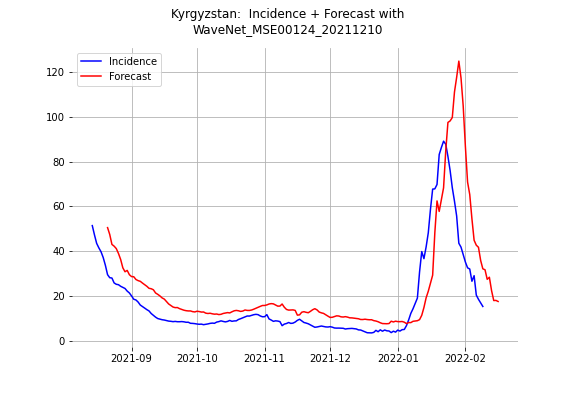 Kyrgyzstan:  Incidence + Forecast with
WaveNet_MSE00124_20211210
Incidence
Forecast
120
100
80
60
40
20
0
2021-09 2021-10 2021-11 2021-12 2022-01 2022-02